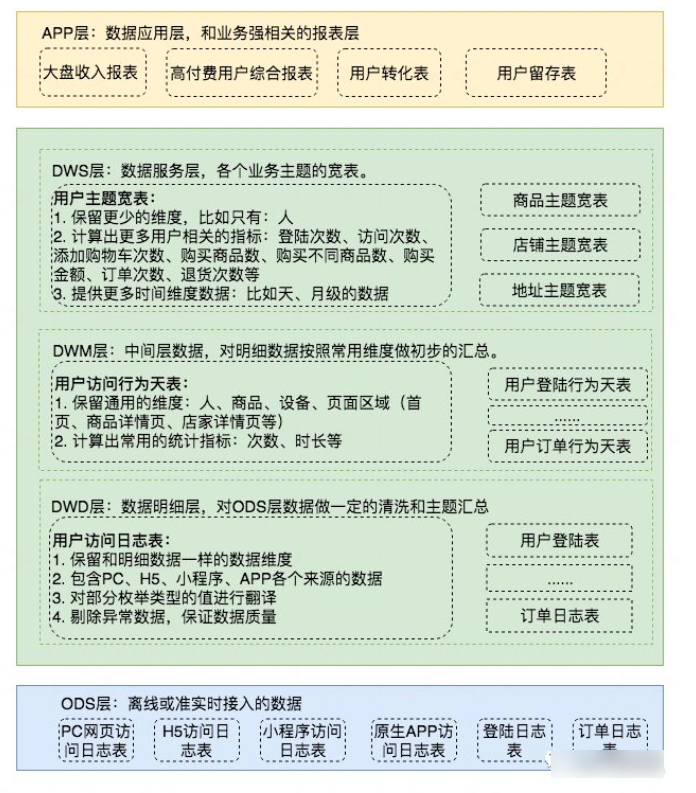 APP层：数据应用层，和业务强相关的报表层
大盘收入报表
高付费用户综合报表
用户转化表
用户留存表
DWS层：数据服务层，各个业务主题的宽表。
用户主题宽表：
1. 保留更少的维度，比如只有：人
2. 计算出更多用户相关的指标：登陆次数、访问次数、
添加购物车次数、购买商品数、购买不同商品数、购买
金额、订单次数、退货次数等
3. 提供更多时间维度数据：比如天、月级的数据
商品主题宽表
店铺主题宽表
地址主题宽表
DWM层：中间层数据，对明细数据按照常用维度做初步的汇总。
用户访问行为天表：
1. 保留通用的维度：人、商品、设备、页面区域（首
页、商品详情页、店家详情页等）
2. 计算出常用的统计指标：次数、时长等
用户登陆行为天表
......
用户订单行为天表
DWD层：数据明细层，对ODS层数据做一定的清洗和主题汇总
用户访问日志表：
1. 保留和明细数据一样的数据维度
2. 包含PC、H5、小程序、APP各个来源的数据
3. 对部分枚举类型的值进行翻译
4. 剔除异常数据，保证数据质量
用户登陆表
......
订单日志表
ODS层：离线或准实时接入的数据
PC网页访
问日志表
H5访问日
志表
小程序访问
日志表
原生APP访
问日志表
登陆日志
表
订单日志
表